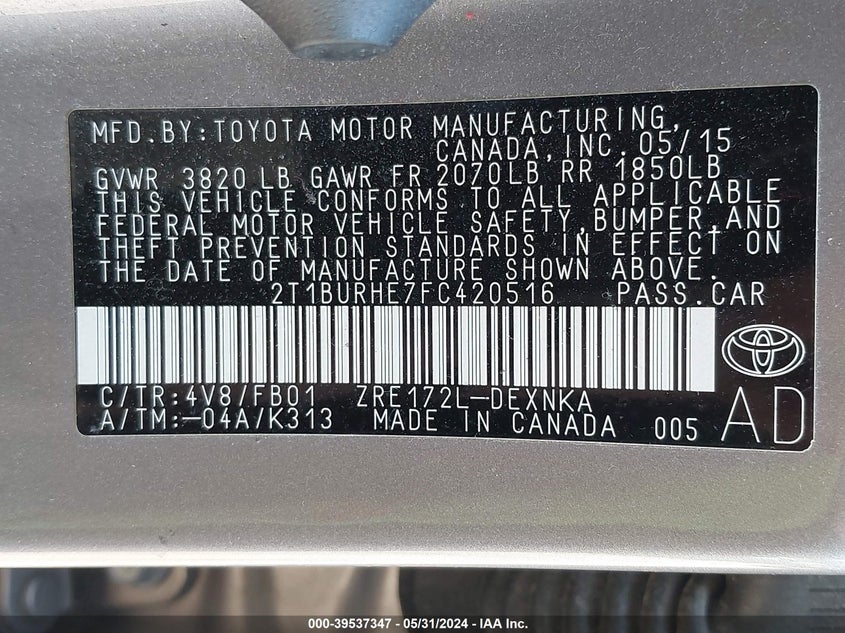 MFD.BY:TOYOTA MOTOR MANUFACTURING,
CANADA,INC. 05/15
GVWR 3820 LB GAWR FR 2070LB RR 1850LB
THIS VEHICLE CONFORMS TO ALL APPLICABLE
FEDERAL MOTOR VEHICLE SAFETY,BUMPER,AND
THEFT PREVENTION STANDARDS IN EFFECT ON
THE DATE OF MANUFACTURE SHOWN ABOVE.
2T1BURHE7FC420516 PASS.CAR
C/TR:4V8/FB01 ZRE172L-DEXNKA
A/TM:-04A/K313 MADE IN CANADA 005 AD
000-39537347 - 05/31/2024 - IAA Inc.